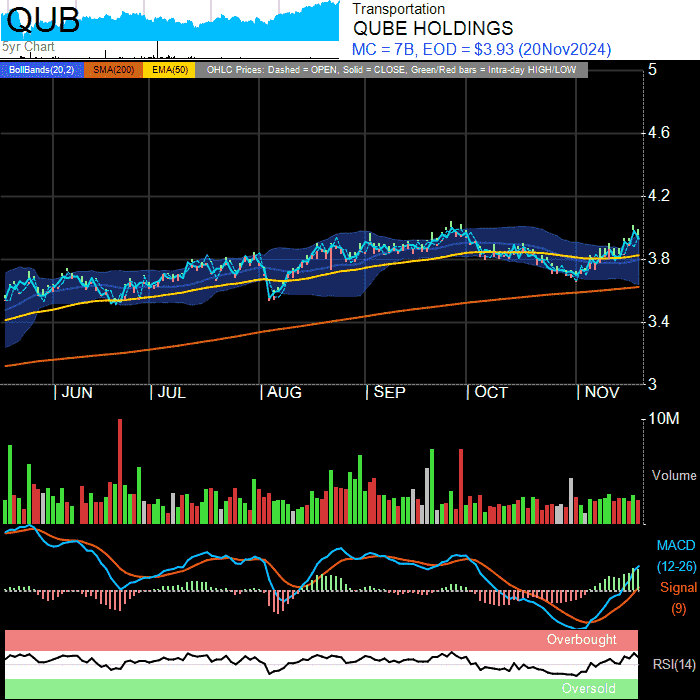 QUB
5yr Chart
Transportation
QUBE HOLDINGS
MC = 7B, EOD = $3.93 (20Nov2024)
BollBands(20,2) SMA(200) EMA(50) OHLC Prices: Dashed = OPEN, Solid = CLOSE, Green/Red bars = Intra-day HIGH/LOW
5
4.6
4.2
3.8
3.4
3
JUN JUL AUG SEP OCT NOV
10M
Volume
MACD
(12-26)
Signal
(9)
Overbought
RSI(14)
Oversold